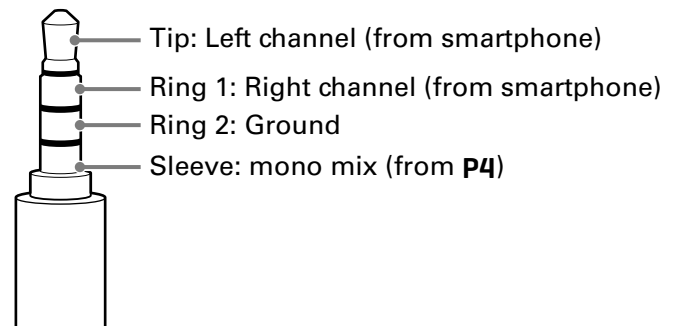 Tip: Left channel (from smartphone)
Ring 1: Right channel (from smartphone)
Ring 2: Ground
Sleeve: mono mix (from P4)